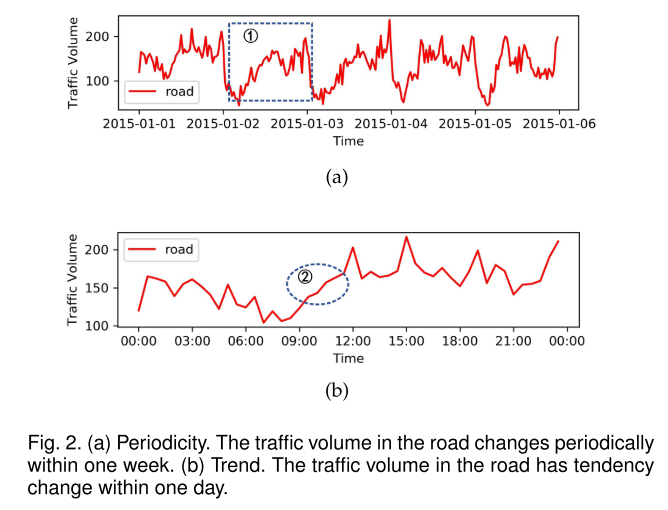 Traffic Volume
200
100
①
road
2015-01-01 2015-01-02 2015-01-03 2015-01-04 2015-01-05 2015-01-06
Time
(a)
Traffic Volume
200
150
100
road
②
00:00 03:00 06:00 09:00 12:00 15:00 18:00 21:00 00:00
Time
(b)
Fig. 2. (a) Periodicity. The traffic volume in the road changes periodically
within one week. (b) Trend. The traffic volume in the road has tendency
change within one day.